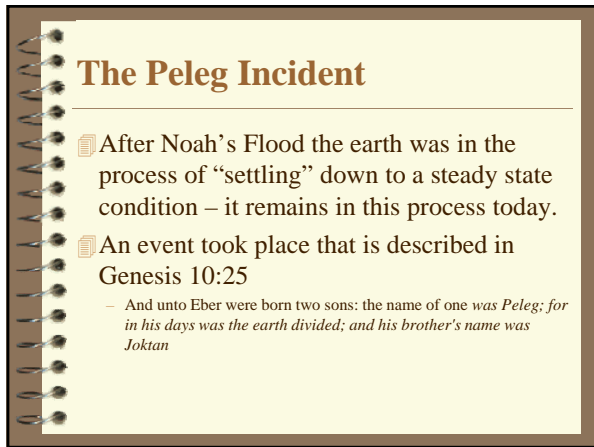 The Peleg Incident
After Noah's Flood the earth was in the
process of “settling” down to a steady state
condition – it remains in this process today.
An event took place that is described in
Genesis 10:25
– And unto Eber were born two sons: the name of one was Peleg; for
in his days was the earth divided; and his brother's name was
Joktan